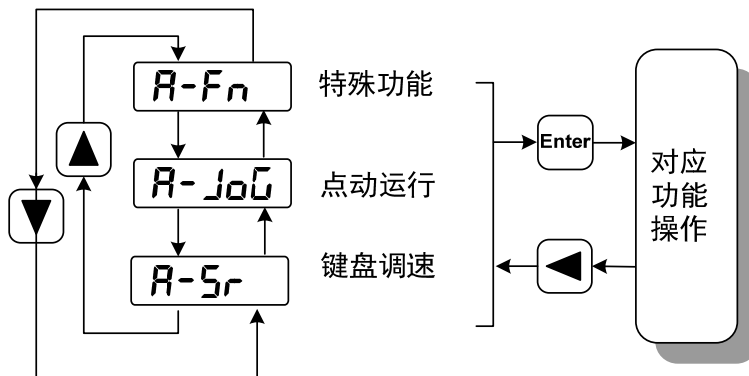 A-Fn 特殊功能
A-JoG 点动运行
A-Sr 键盘调速
Enter
对应
功能
操作